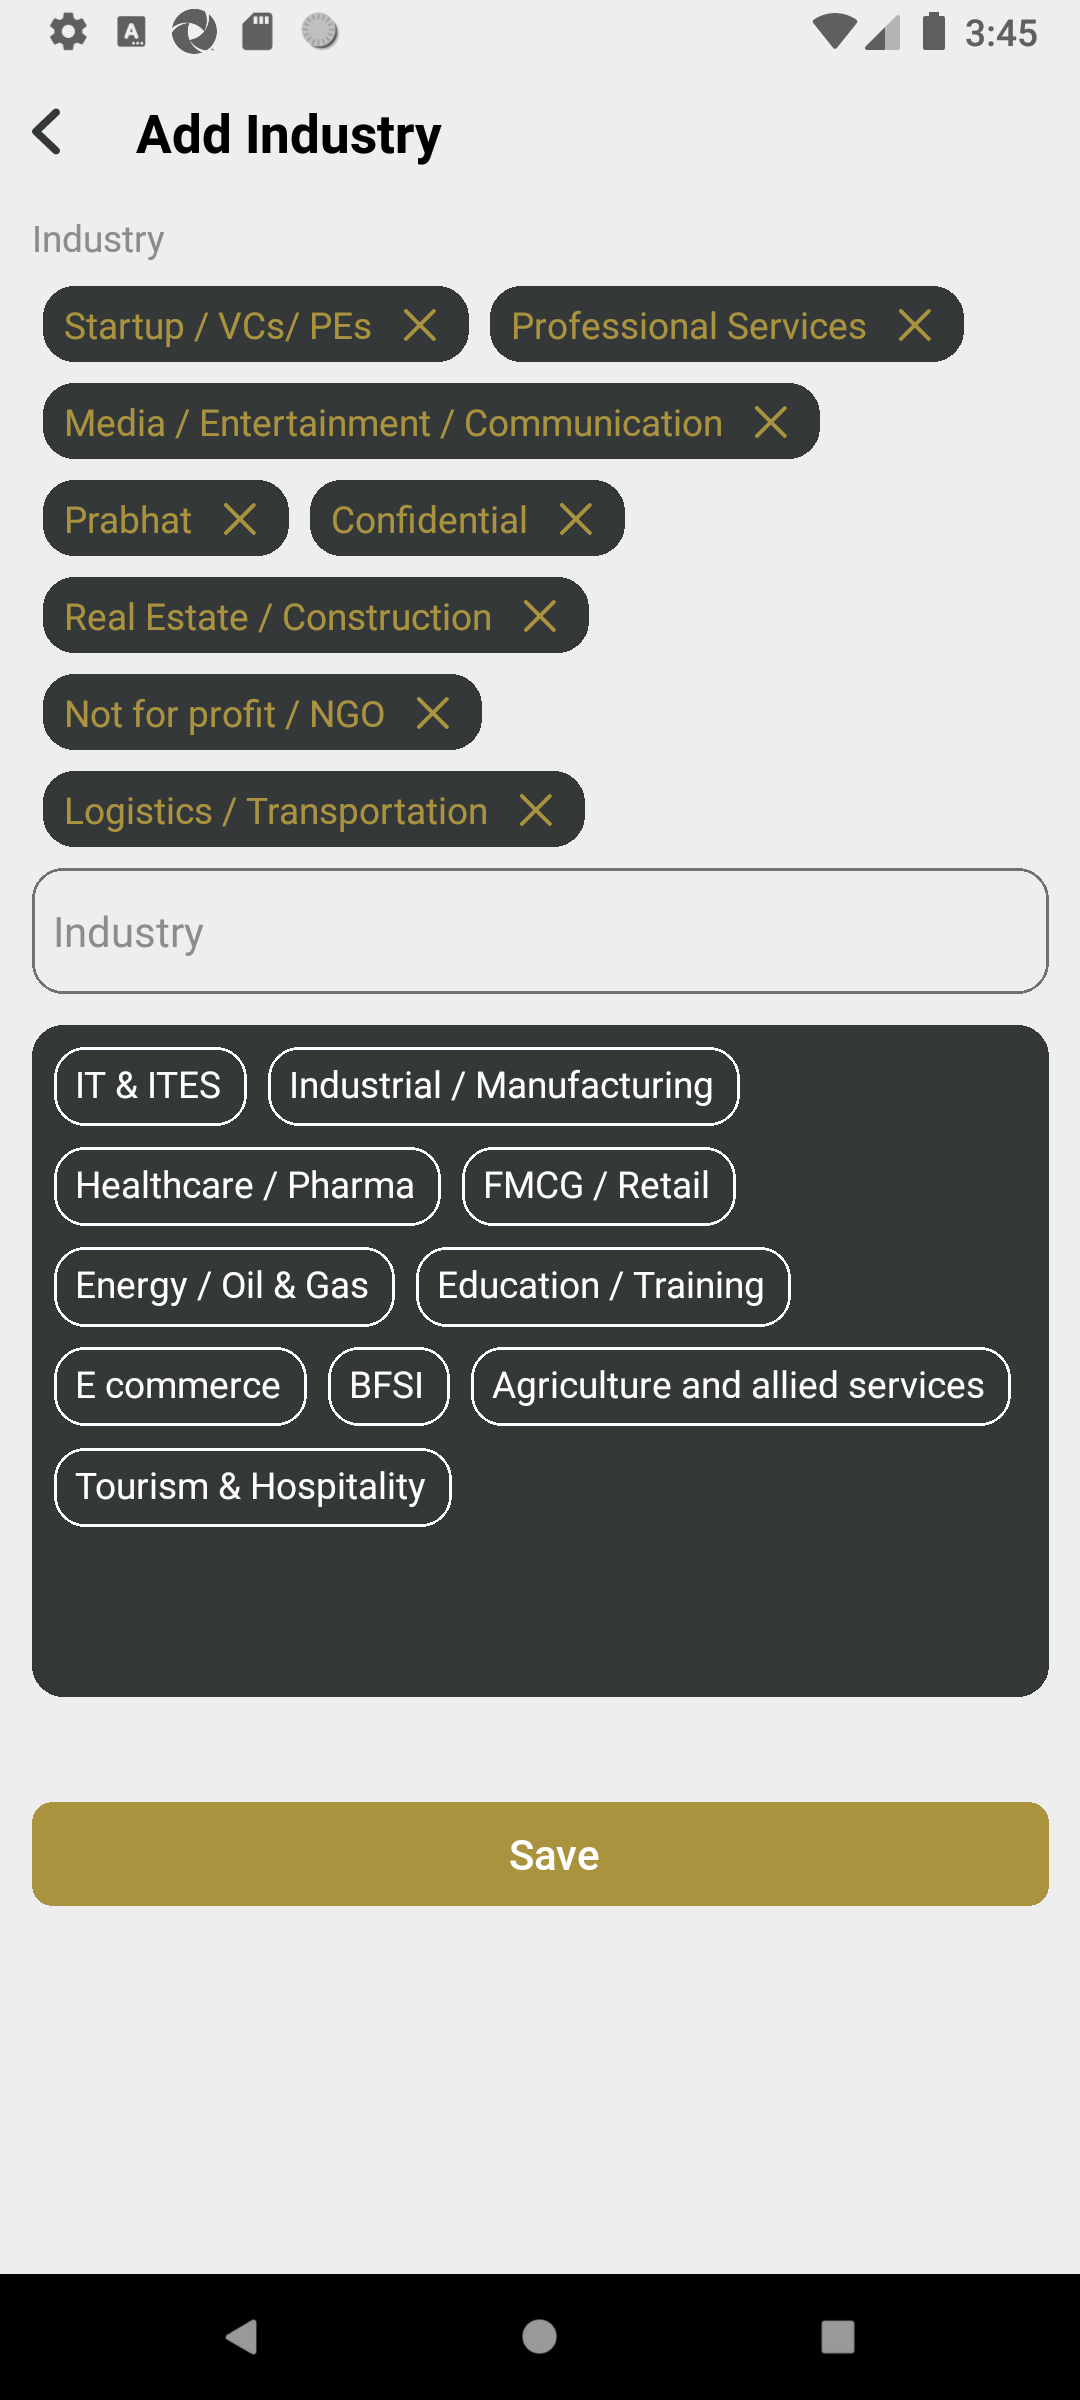 3:45
Add Industry
Industry
Startup / VCs/ PEs Professional Services
Media / Entertainment / Communication
Prabhat Confidential
Real Estate / Construction
Not for profit / NGO
Logistics / Transportation
Industry
IT & ITES Industrial / Manufacturing
Healthcare / Pharma FMCG / Retail
Energy / Oil & Gas Education / Training
E commerce BFSI Agriculture and allied services
Tourism & Hospitality
Save